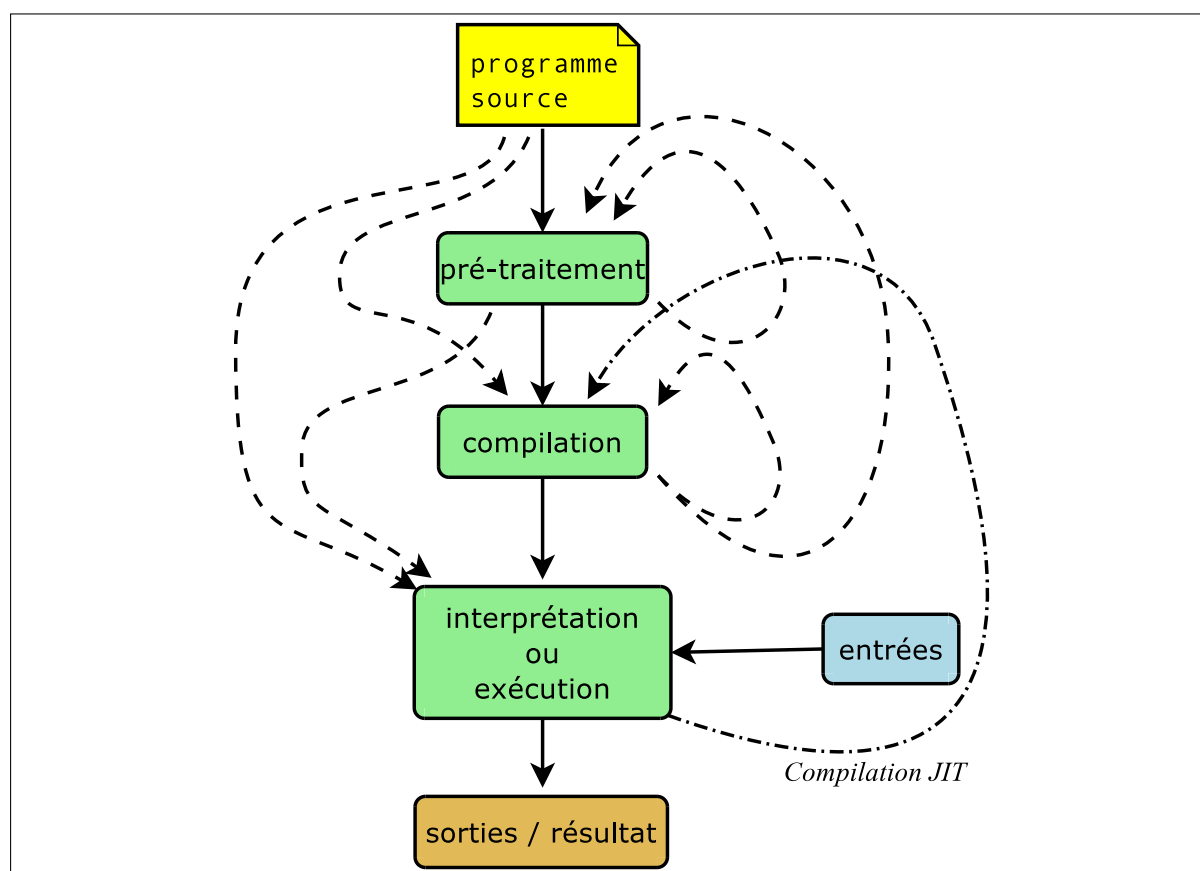 programme
source
pré-traitement
compilation
interprétation
ou
exécution
entrées
Compilation JIT
sorties / résultat